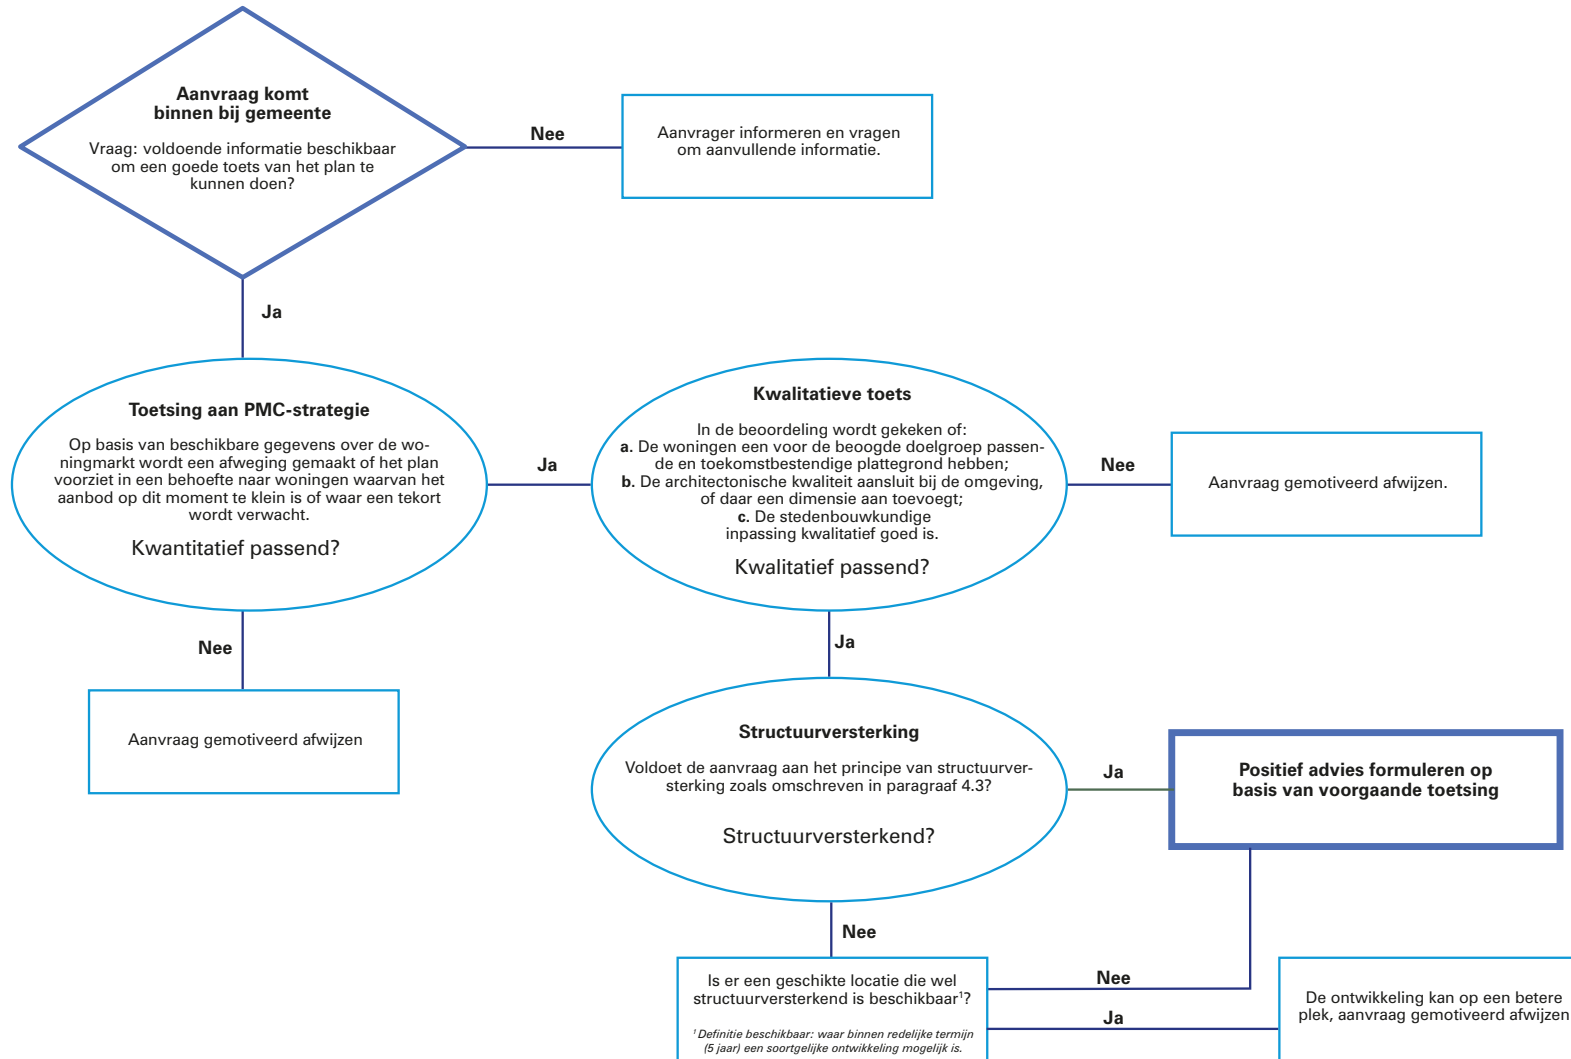 Aanvraag komt
binnen bij gemeente
Vraag: voldoende informatie beschikbaar
om een goede toets van het plan te
kunnen doen?
Nee
Aanvrager informeren en vragen
om aanvullende informatie.
Ja
Toetsing aan PMC-strategie
Op basis van beschikbare gegevens over de wo-
ningmarkt wordt een afweging gemaakt of het plan
voorziet in een behoefte naar woningen waarvan het
aanbod op dit moment te klein is of waar een tekort
wordt verwacht.
Kwantitatief passend?
Ja
Kwalitatieve toets
In de beoordeling wordt gekeken of:
a. De woningen een voor de beoogde doelgroep passen-
de en toekomstbestendige plattegrond hebben;
b. De architectonische kwaliteit aansluit bij de omgeving,
of daar een dimensie aan toevoegt;
c. De stedenbouwkundige
inpassing kwalitatief goed is.
Kwalitatief passend?
Nee
Aanvraag gemotiveerd afwijzen.
Nee
Aanvraag gemotiveerd afwijzen
Ja
Structuurversterking
Voldoet de aanvraag aan het principe van structuurver-
sterking zoals omschreven in paragraaf 4.3?
Structuurversterkend?
Ja
Positief advies formuleren op
basis van voorgaande toetsing
Nee
Is er een geschikte locatie die wel
structuurversterkend is beschikbaar¹?
¹ Definitie beschikbaar: waar binnen redelijke termijn
(5 jaar) een soortgelijke ontwikkeling mogelijk is.
Nee
Ja
De ontwikkeling kan op een betere
plek, aanvraag gemotiveerd afwijzen